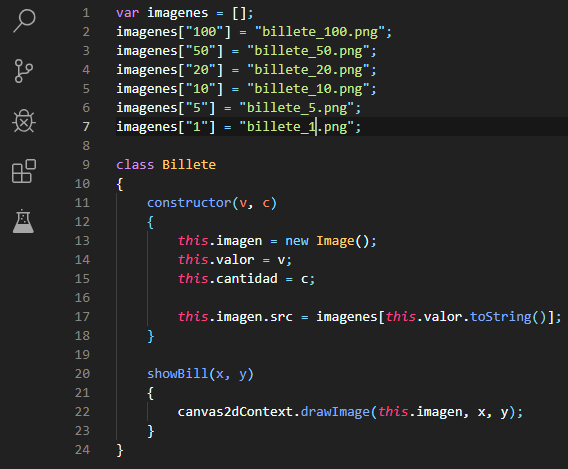 1 var imagenes = [];
2 imagenes["100"] = "billete_100.png";
3 imagenes["50"] = "billete_50.png";
4 imagenes["20"] = "billete_20.png";
5 imagenes["10"] = "billete_10.png";
6 imagenes["5"] = "billete_5.png";
7 imagenes["1"] = "billete_1.png";
8
9 class Billete
10 {
11     constructor(v, c)
12     {
13         this.imagen = new Image();
14         this.valor = v;
15         this.cantidad = c;
16
17         this.imagen.src = imagenes[this.valor.toString()];
18     }
19
20     showBill(x, y)
21     {
22         canvas2dContext.drawImage(this.imagen, x, y);
23     }
24 }